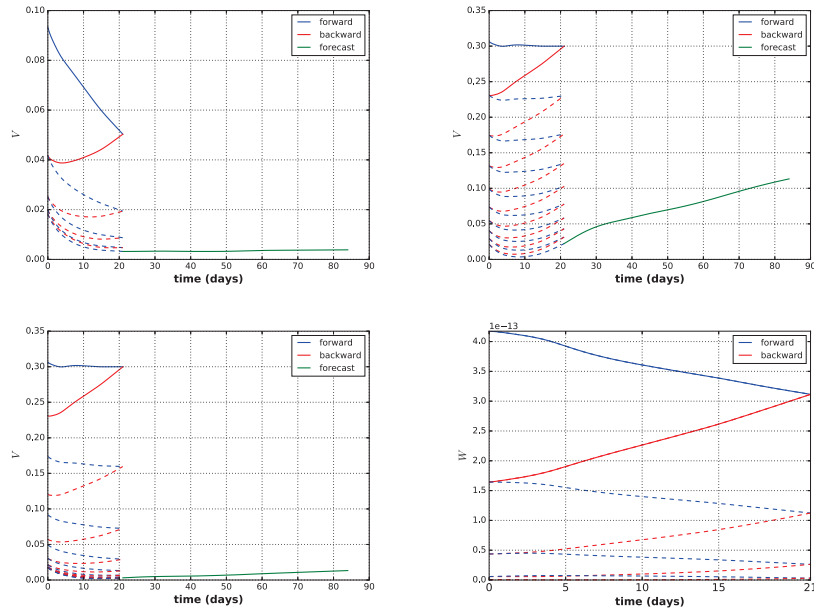 0.10
0.08
0.06
0.04
0.02
0.00
V
0 10 20 30 40 50 60 70 80 90
time (days)
forward
backward
forecast
0.35
0.30
0.25
0.20
0.15
0.10
0.05
0.00
V
0 10 20 30 40 50 60 70 80 90
time (days)
forward
backward
forecast
0.35
0.30
0.25
0.20
0.15
0.10
0.05
0.00
V
0 10 20 30 40 50 60 70 80 90
time (days)
forward
backward
forecast
1e−13
4.0
3.5
3.0
2.5
2.0
1.5
1.0
0.5
0.0
W
0 5 10 15 21
time (days)
forward
backward